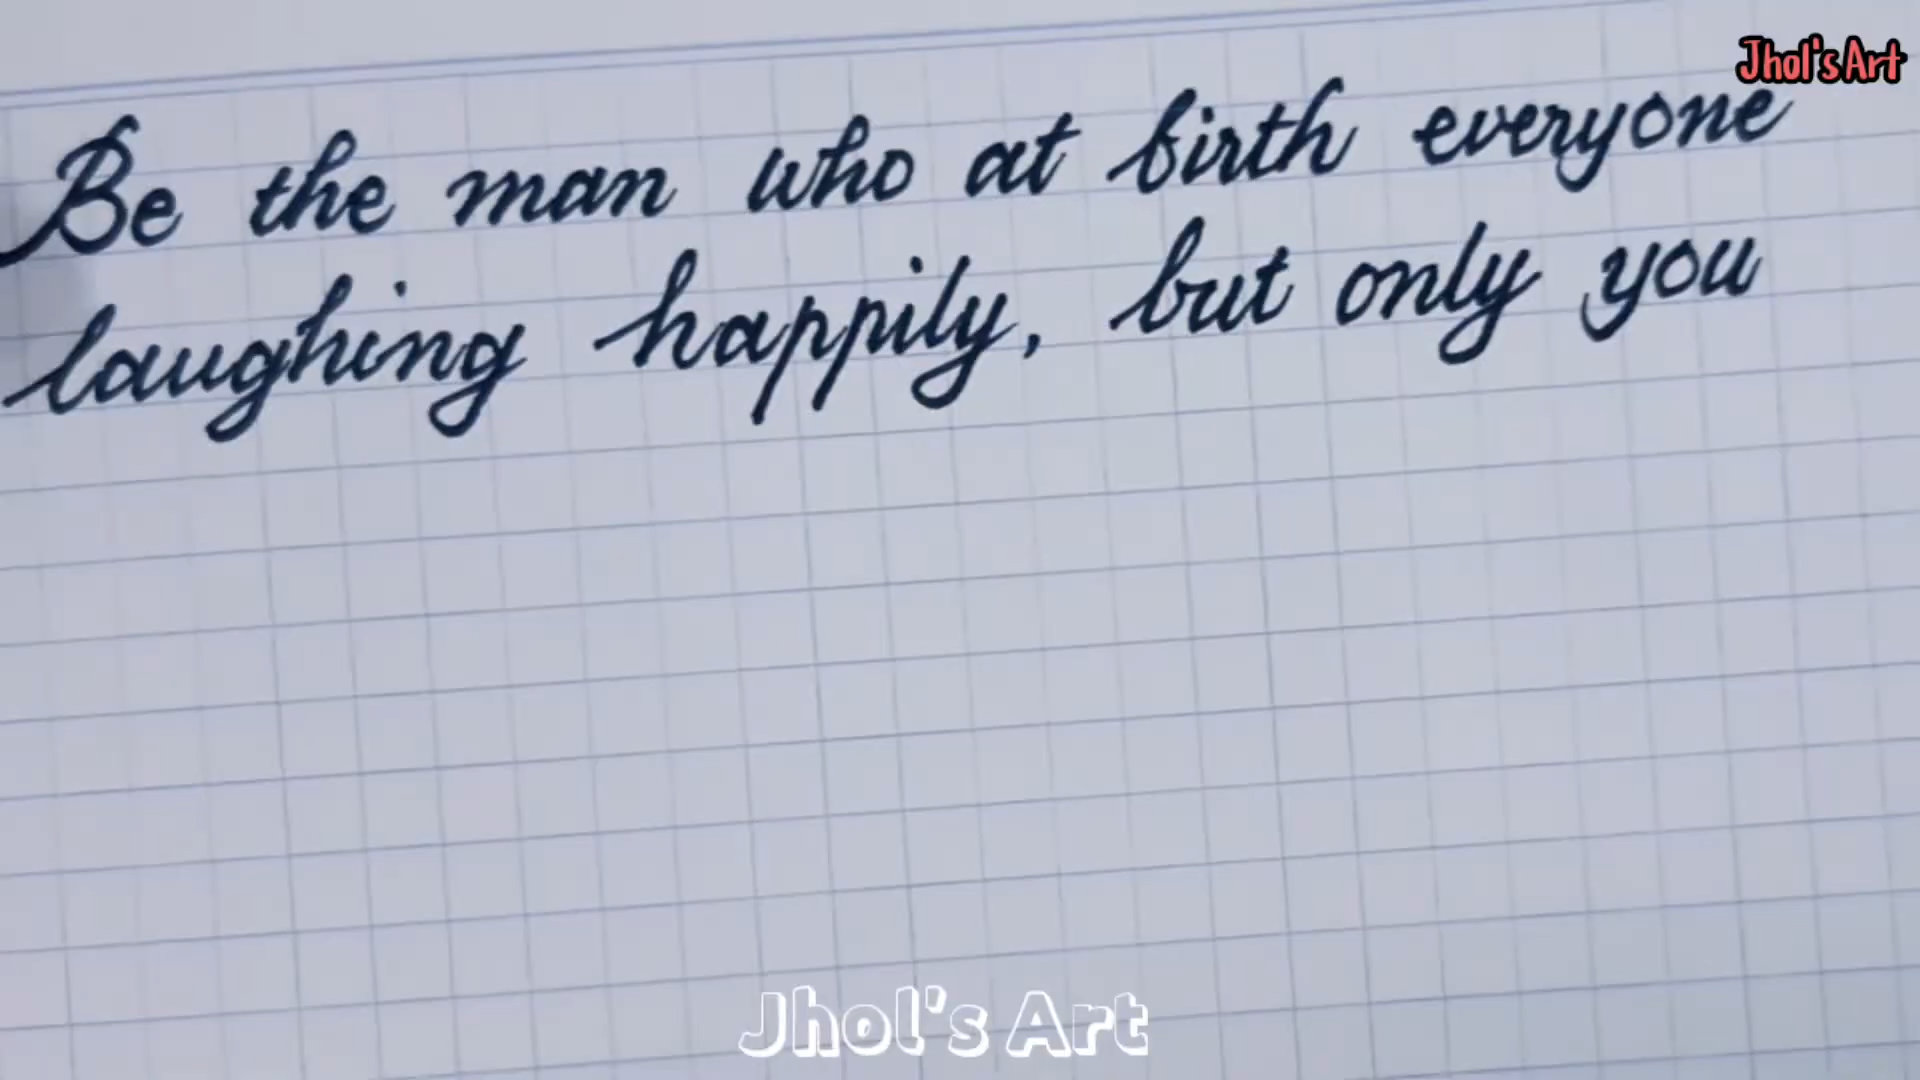 Jhol's Art
Be the man who at birth everyone
laughing happily, but only you
Jhol's Art